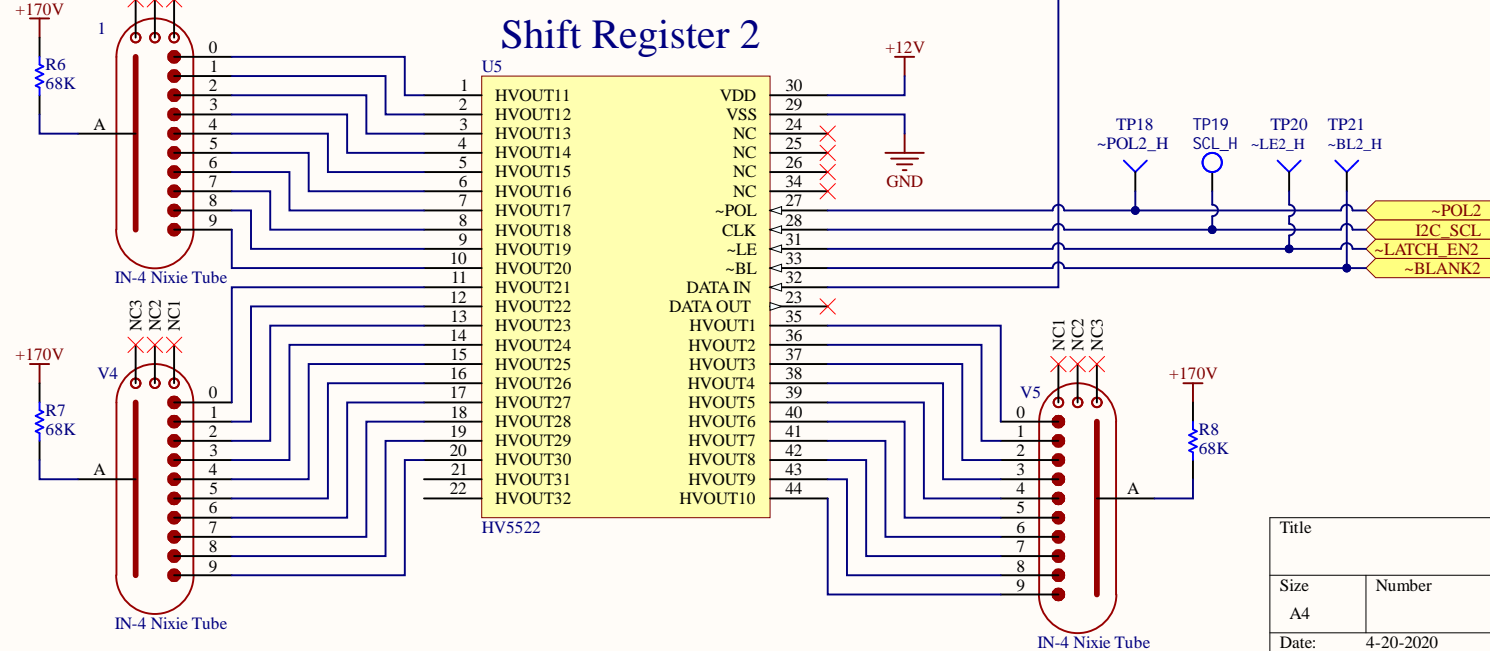 +170V
1
Shift Register 2
U5
R6
68K
A
0
1
2
3
4
5
6
7
8
9
IN-4 Nixie Tube
1 HVOUT11
2 HVOUT12
3 HVOUT13
4 HVOUT14
5 HVOUT15
6 HVOUT16
7 HVOUT17
8 HVOUT18
9 HVOUT19
10 HVOUT20
11 HVOUT21
12 HVOUT22
13 HVOUT23
14 HVOUT24
15 HVOUT25
16 HVOUT26
17 HVOUT27
18 HVOUT28
19 HVOUT29
20 HVOUT30
21 HVOUT31
22 HVOUT32
VDD 30
VSS 29
NC 24
NC 25
NC 26
NC 34
~POL 27
CLK 28
~LE 31
~BL 33
DATA IN 32
DATA OUT 23
HVOUT1 35
HVOUT2 36
HVOUT3 37
HVOUT4 38
HVOUT5 39
HVOUT6 40
HVOUT7 41
HVOUT8 42
HVOUT9 43
HVOUT10 44
HV5522
+12V
GND
TP18
~POL2_H
TP19
SCL_H
TP20
~LE2_H
TP21
~BL2_H
~POL2
I2C_SCL
~LATCH_EN2
~BLANK2
NC3
NC2
NC1
+170V
V4
R7
68K
A
0
1
2
3
4
5
6
7
8
9
IN-4 Nixie Tube
NC1
NC2
NC3
V5
+170V
R8
68K
A
0
1
2
3
4
5
6
7
8
9
IN-4 Nixie Tube
Title
Size
Number
A4
Date:
4-20-2020